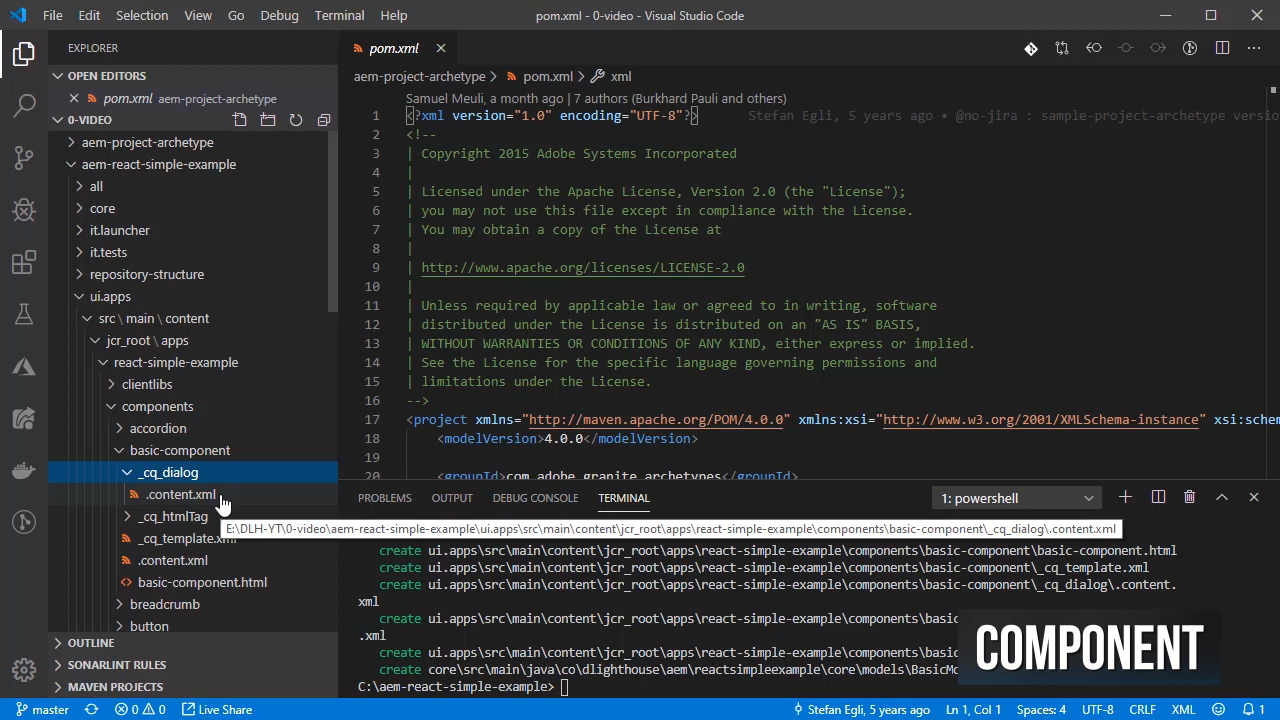 File Edit Selection View Go Debug Terminal Help pom.xml - 0-video - Visual Studio Code
EXPLORER
OPEN EDITORS
pom.xml aem-project-archetype
0-VIDEO
aem-project-archetype
aem-react-simple-example
all
core
it.launcher
it.tests
repository-structure
ui.apps
src \ main \ content
jcr_root \ apps
react-simple-example
clientlibs
components
accordion
basic-component
_cq_dialog
.content.xml
_cq_htmlTag
_cq_template.xml
.content.xml
basic-component.html
breadcrumb
button
OUTLINE
SONARLINT RULES
MAVEN PROJECTS
pom.xml
aem-project-archetype > pom.xml > xml
Samuel Meuli, a month ago | 7 authors (Burkhard Pauli and others)
1 <?xml version="1.0" encoding="UTF-8"?> Stefan Egli, 5 years ago • @no-jira : sample-project-archetype versio
2 <!--
3 | Copyright 2015 Adobe Systems Incorporated
4 |
5 | Licensed under the Apache License, Version 2.0 (the "License");
6 | you may not use this file except in compliance with the License.
7 | You may obtain a copy of the License at
8 |
9 | http://www.apache.org/licenses/LICENSE-2.0
10 |
11 | Unless required by applicable law or agreed to in writing, software
12 | distributed under the License is distributed on an "AS IS" BASIS,
13 | WITHOUT WARRANTIES OR CONDITIONS OF ANY KIND, either express or implied.
14 | See the License for the specific language governing permissions and
15 | limitations under the License.
16 -->
17 <project xmlns="http://maven.apache.org/POM/4.0.0" xmlns:xsi="http://www.w3.org/2001/XMLSchema-instance" xsi:schem
18 <modelVersion>4.0.0</modelVersion>
19
20 <groupId>com.adobe.granite.archetypes</groupId>
PROBLEMS OUTPUT DEBUG CONSOLE TERMINAL 1: powershell
E:\DLH-YT\0-video\aem-react-simple-example\ui.apps\src\main\content\jcr_root\apps\react-simple-example\components\basic-component\_cq_dialog\.content.xml
create ui.apps\src\main\content\jcr_root\apps\react-simple-example\components\basic-component\basic-component.html
create ui.apps\src\main\content\jcr_root\apps\react-simple-example\components\basic-component\_cq_template.xml
create ui.apps\src\main\content\jcr_root\apps\react-simple-example\components\basic-component\_cq_dialog\.content.
xml
create ui.apps\src\main\content\jcr_root\apps\react-simple-example\components\basic
.xml
create ui.apps\src\main\content\jcr_root\apps\react-simple-example\components\basic
create core\src\main\java\co\dlighthouse\aem\reactsimpleexample\core\models\BasicMo
C:\aem-react-simple-example>
COMPONENT
master 0 0 Live Share Stefan Egli, 5 years ago Ln 1, Col 1 Spaces: 4 UTF-8 CRLF XML 1